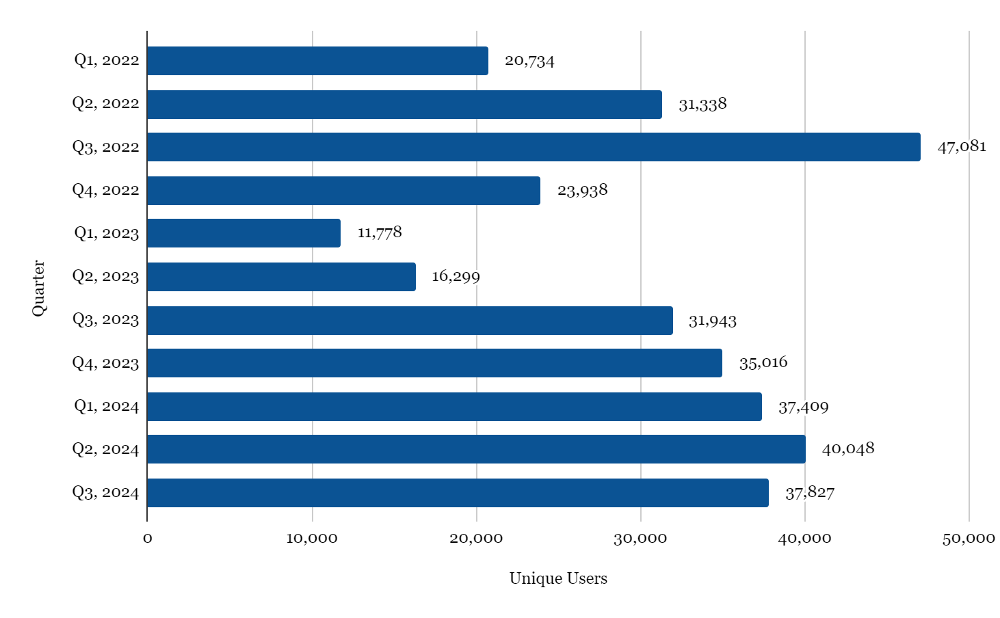 Quarter
Q1, 2022 20,734
Q2, 2022 31,338
Q3, 2022 47,081
Q4, 2022 23,938
Q1, 2023 11,778
Q2, 2023 16,299
Q3, 2023 31,943
Q4, 2023 35,016
Q1, 2024 37,409
Q2, 2024 40,048
Q3, 2024 37,827
0 10,000 20,000 30,000 40,000 50,000
Unique Users